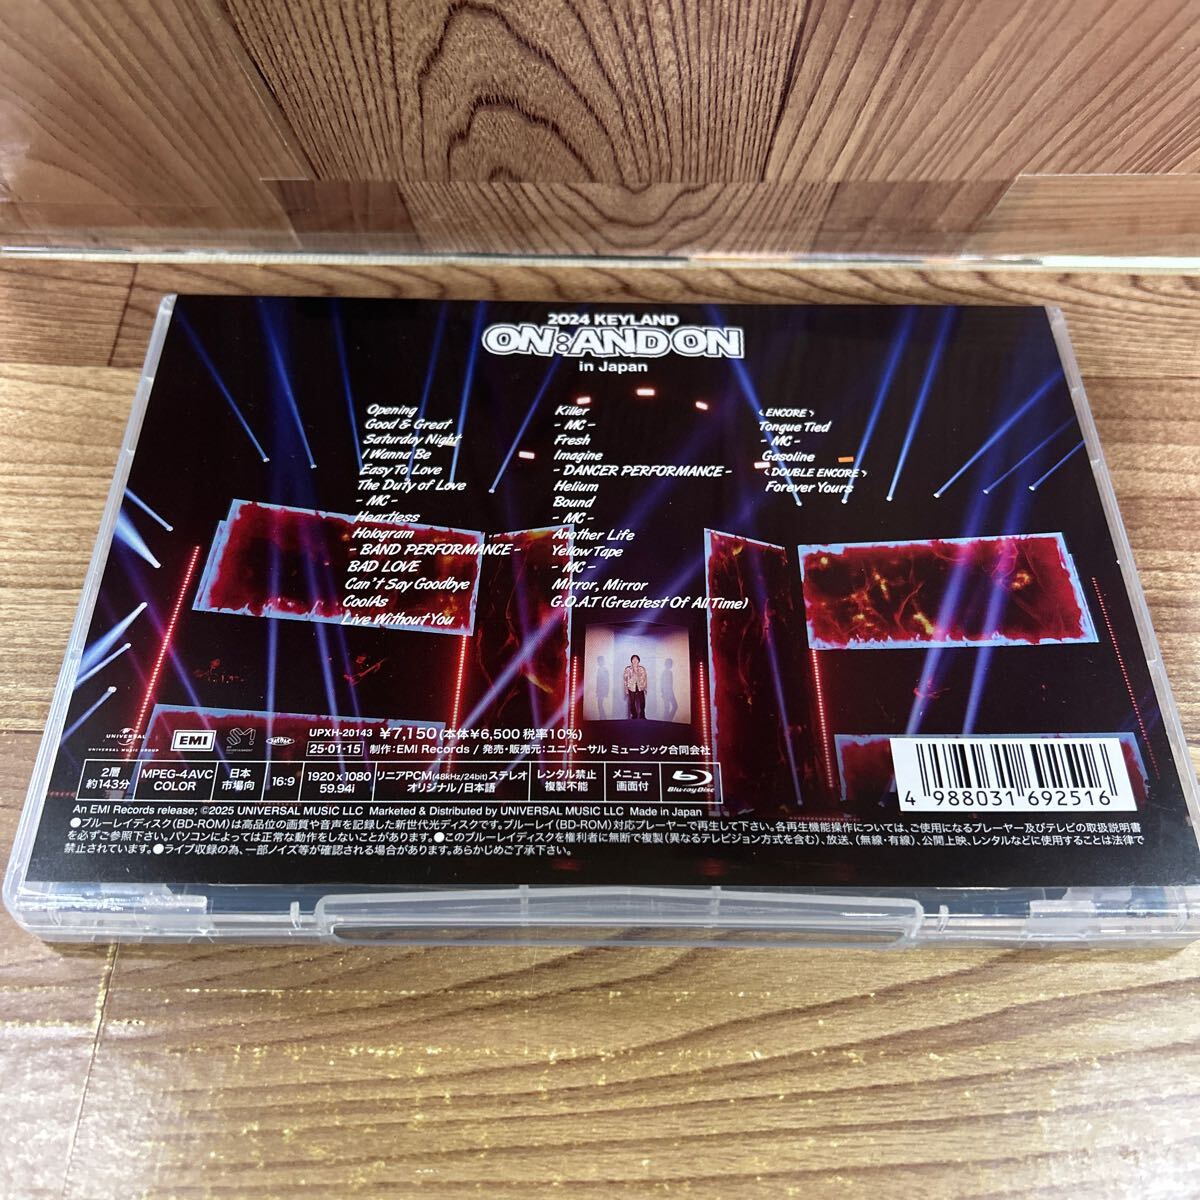 2024 KEYLAND
ON:AND ON
in Japan
Opening
Good & Great
Saturday Night
I Wanna Be
Easy To Love
The Duty of Love
- MC -
Heartless
Hologram
- BAND PERFORMANCE -
BAD LOVE
Can't Say Goodbye
CoolAs
Live Without You
Killer
- MC -
Fresh
Imagine
- DANCER PERFORMANCE -
Helium
Bound
- MC -
Another Life
Yellow Tape
- MC -
Mirror, Mirror
G.O.A.T (Greatest Of All Time)
<ENCORE>
Tongue Tied
- MC -
Gasoline
<DOUBLE ENCORE>
Forever Yours
UNIVERSAL
UNIVERSAL MUSIC GROUP
EMI
SM
ENTERTAINMENT
UPXH-20143 ¥7,150(本体¥6,500 税率10%)
25・01・15 制作:EMI Records / 発売・販売元:ユニバーサル ミュージック合同会社
2層
約143分
MPEG-4 AVC
COLOR
日本
市場向
16:9
1920×1080
59.94i
リニアPCM(48kHz/24bit)ステレオ
オリジナル/日本語
レンタル禁止
複製不能
メニュー
画面付
Blu-ray Disc
4 988031 692516
An EMI Records release; ©2025 UNIVERSAL MUSIC LLC Marketed & Distributed by UNIVERSAL MUSIC LLC Made in Japan
●ブルーレイディスク(BD-ROM)は高品位の画質や音声を記録した新世代光ディスクです。ブルーレイ(BD-ROM)対応プレーヤーで再生して下さい。各再生機能操作については、ご使用になるプレーヤー及びテレビの取扱説明書
を必ずご参照下さい。パソコンによっては正常な動作をしないことがあります。●このブルーレイディスクを権利者に無断で複製(異なるテレビジョン方式を含む)、放送、(無線・有線)、公開上映、レンタルなどに使用することは法律で
禁止されています。●ライブ収録の為、一部ノイズ等が確認される場合があります。あらかじめご了承下さい。